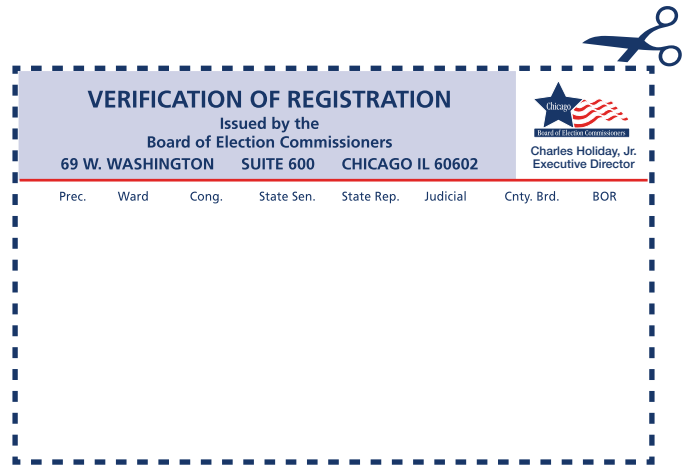 VERIFICATION OF REGISTRATION
Issued by the
Board of Election Commissioners
69 W. WASHINGTON SUITE 600 CHICAGO IL 60602
Chicago
Board of Election Commissioners
Charles Holiday, Jr.
Executive Director
Prec. Ward Cong. State Sen. State Rep. Judicial Cnty. Brd. BOR